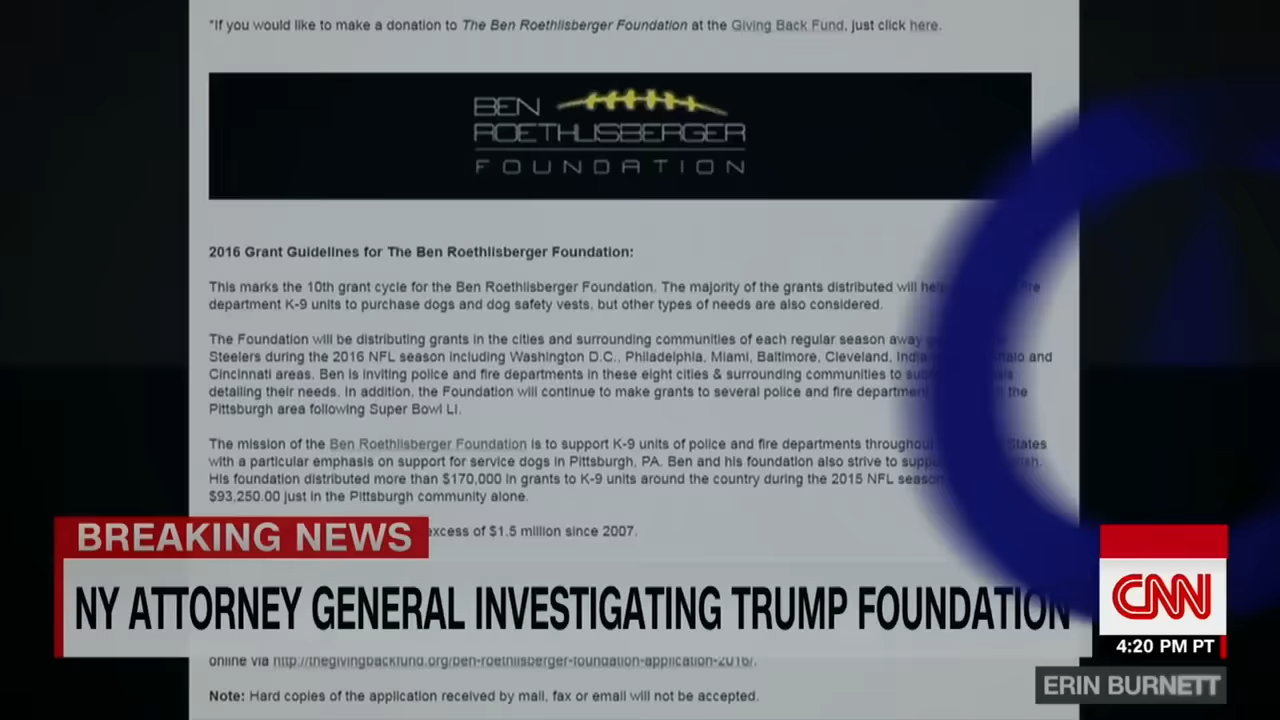 *If you would like to make a donation to The Ben Roethlisberger Foundation at the Giving Back Fund, just click here.
BEN
ROETHLISBERGER
FOUNDATION
2016 Grant Guidelines for The Ben Roethlisberger Foundation:
This marks the 10th grant cycle for the Ben Roethlisberger Foundation. The majority of the grants distributed will
department K-9 units to purchase dogs and dog safety vests, but other types of needs are also considered.
The Foundation will be distributing grants in the cities and surrounding communities of each regular season away
Steelers during the 2016 NFL season including Washington D.C., Philadelphia, Miami, Baltimore, Cleveland, and
Cincinnati areas. Ben is inviting police and fire departments in these eight cities & surrounding communities to
detailing their needs. In addition, the Foundation will continue to make grants to several police and fire the
Pittsburgh area following Super Bowl LI.
The mission of the Ben Roethlisberger Foundation is to support K-9 units of police and fire departments throughout States
with a particular emphasis on support for service dogs in Pittsburgh, PA. Ben and his foundation also strive to
His foundation distributed more than $170,000 in grants to K-9 units around the country during the 2015 NFL season
$93,250.00 just in the Pittsburgh community alone.
excess of $1.5 million since 2007.
BREAKING NEWS
NY ATTORNEY GENERAL INVESTIGATING TRUMP FOUNDATION
CNN
4:20 PM PT
online via http://thegivingbackfund.org/ben-roethlisberger-foundation-application-2016/.
ERIN BURNETT
Note: Hard copies of the application received by mail, fax or email will not be accepted.